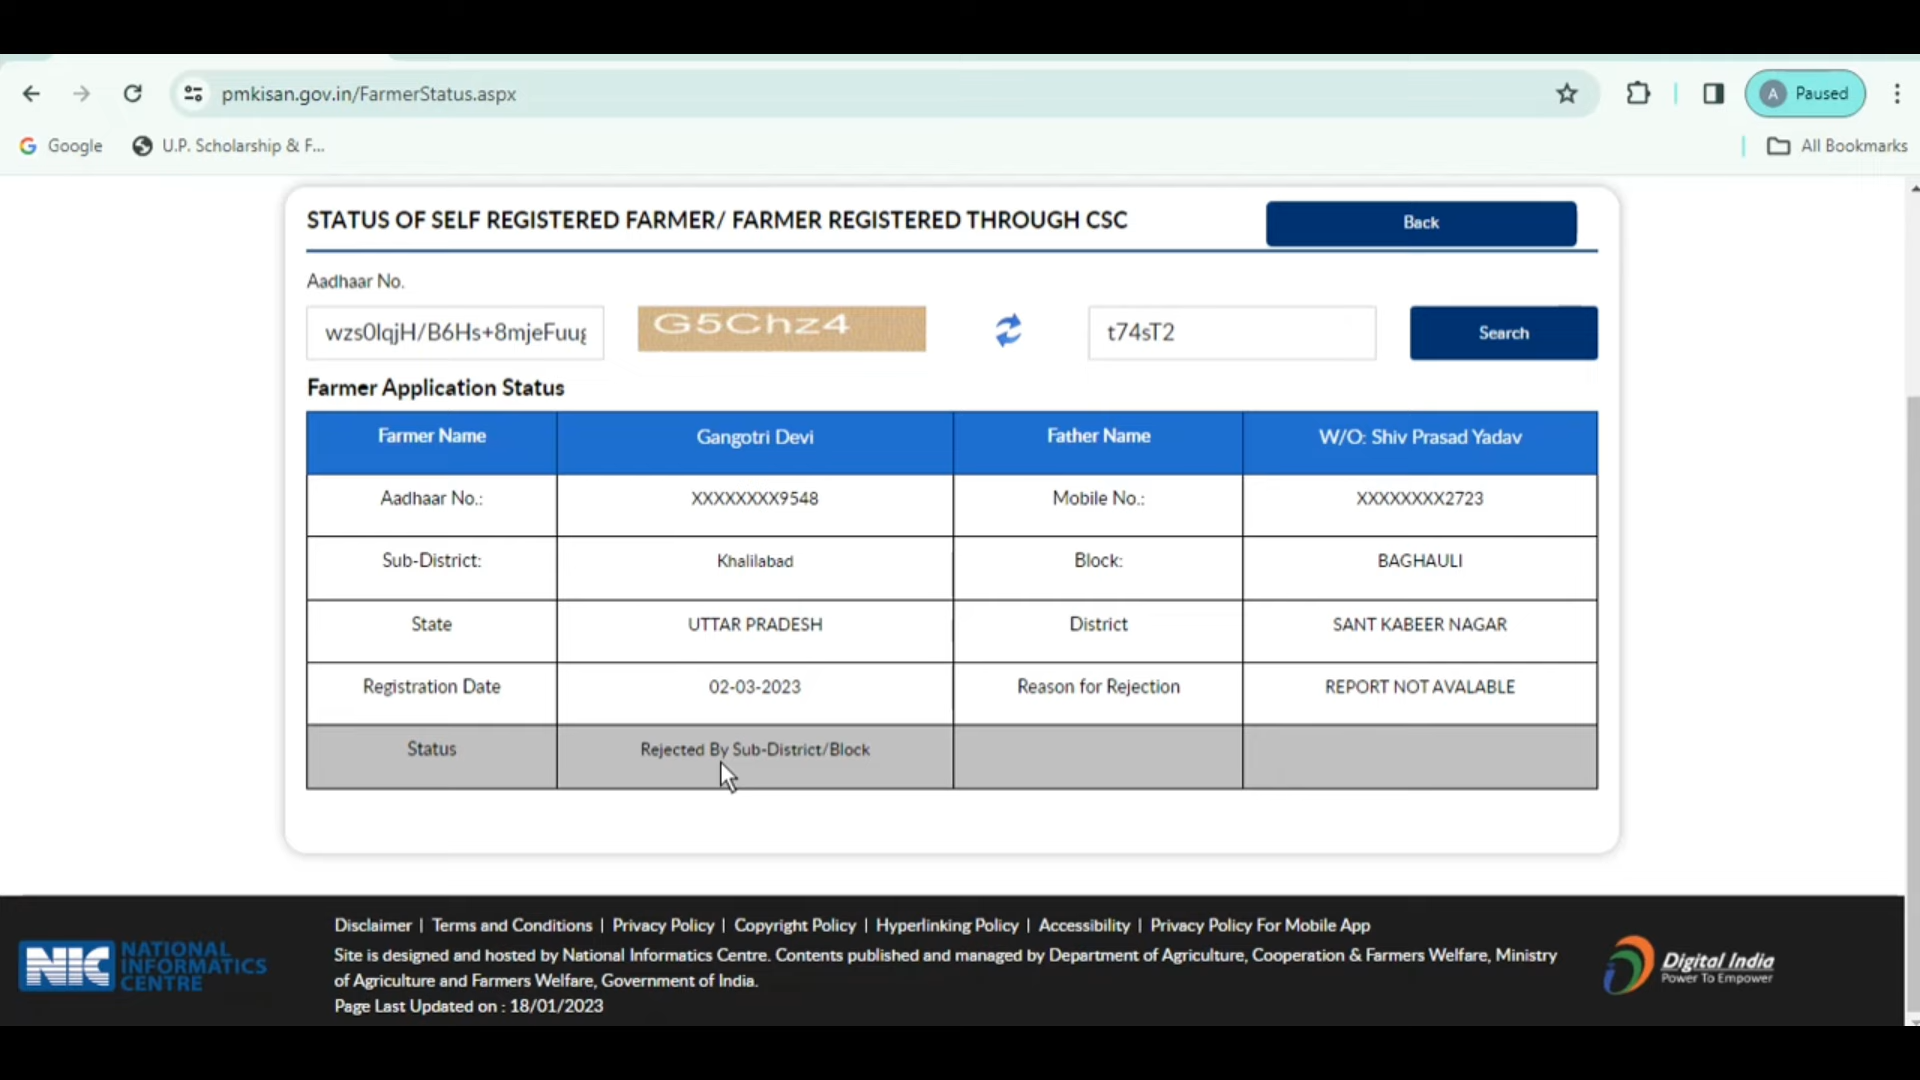 pmkisan.gov.in/FarmerStatus.aspx
A Paused
Google U.P. Scholarship & F...
All Bookmarks
STATUS OF SELF REGISTERED FARMER/ FARMER REGISTERED THROUGH CSC
Back
Aadhaar No.
wzs0lqjH/B6Hs+8mjeFuug G5Chz4 t74sT2 Search
Farmer Application Status
Farmer Name Gangotri Devi Father Name W/O: Shiv Prasad Yadav
Aadhaar No.: XXXXXXXX9548 Mobile No.: XXXXXXXX2723
Sub-District: Khalilabad Block: BAGHAULI
State UTTAR PRADESH District SANT KABEER NAGAR
Registration Date 02-03-2023 Reason for Rejection REPORT NOT AVALABLE
Status Rejected By Sub-District/Block
Disclaimer | Terms and Conditions | Privacy Policy | Copyright Policy | Hyperlinking Policy | Accessibility | Privacy Policy For Mobile App
Site is designed and hosted by National Informatics Centre. Contents published and managed by Department of Agriculture, Cooperation & Farmers Welfare, Ministry
of Agriculture and Farmers Welfare, Government of India.
Page Last Updated on : 18/01/2023
NIC NATIONAL
INFORMATICS
CENTRE
Digital India
Power To Empower